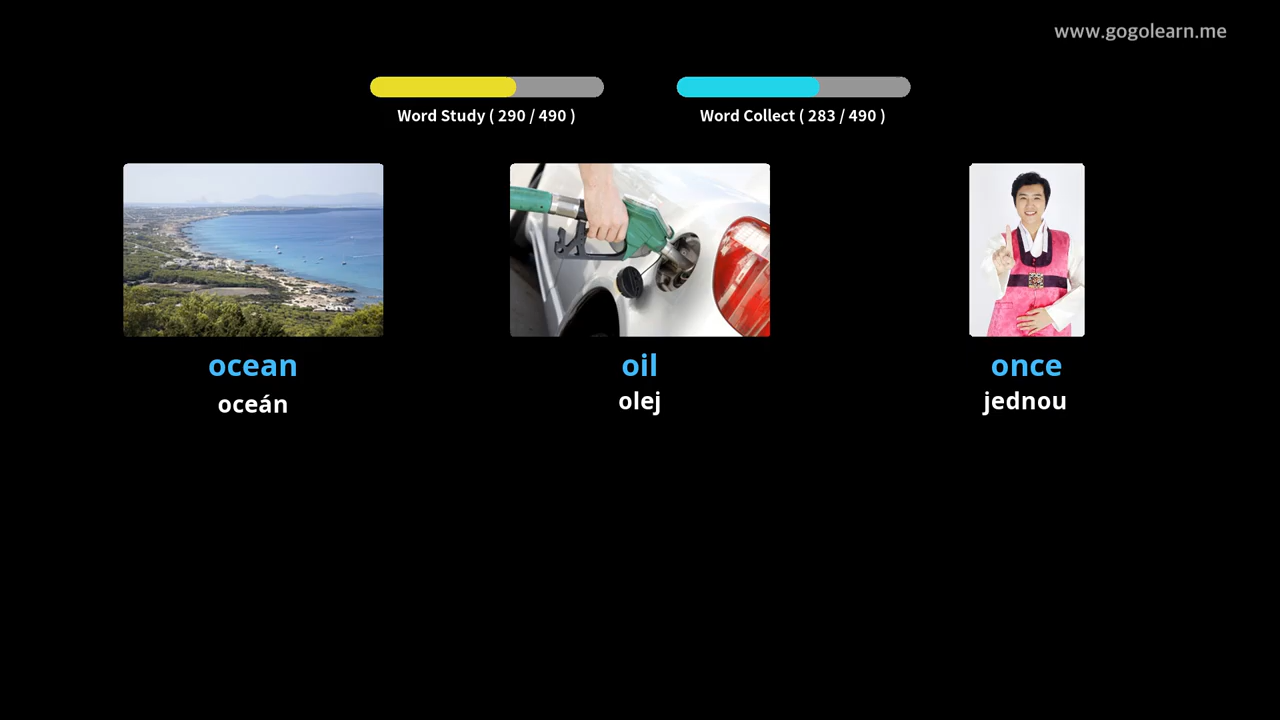 www.gogolearn.me
Word Study ( 290 / 490 )
Word Collect ( 283 / 490 )
ocean
oil
once
oceán
olej
jednou